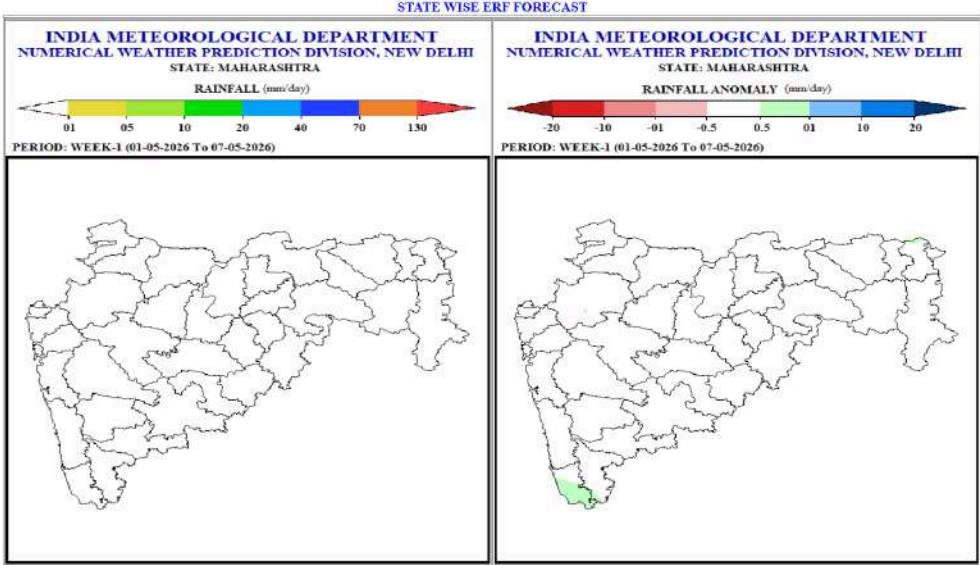 STATE WISE ERF FORECAST
INDIA METEOROLOGICAL DEPARTMENT
NUMERICAL WEATHER PREDICTION DIVISION, NEW DELHI
STATE: MAHARASHTRA
RAINFALL (mm/day)
01 05 10 20 40 70 130
PERIOD: WEEK-1 (01-05-2026 To 07-05-2026)
INDIA METEOROLOGICAL DEPARTMENT
NUMERICAL WEATHER PREDICTION DIVISION, NEW DELHI
STATE: MAHARASHTRA
RAINFALL ANOMALY (mm/day)
-20 -10 -01 -0.5 0.5 01 10 20
PERIOD: WEEK-1 (01-05-2026 To 07-05-2026)